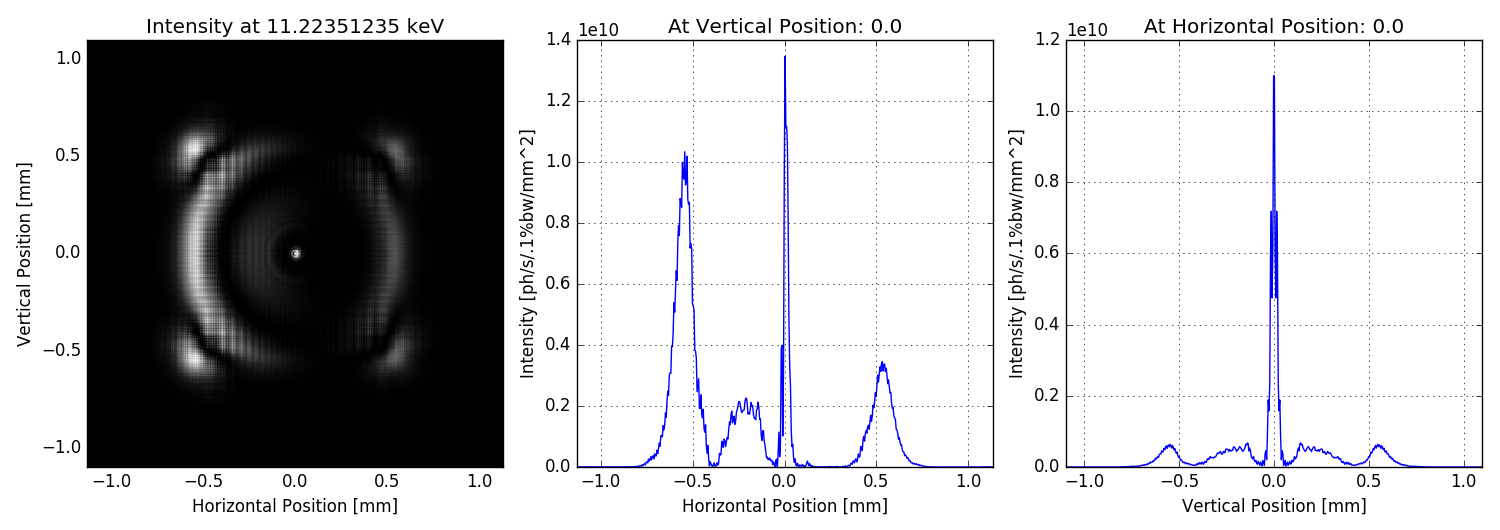 Intensity at 11.22351235 keV
1.0
0.5
0.0
−0.5
−1.0
Vertical Position [mm]
−1.0 −0.5 0.0 0.5 1.0
Horizontal Position [mm]
1e10 At Vertical Position: 0.0
1.4
1.2
1.0
0.8
0.6
0.4
0.2
0.0
Intensity [ph/s/.1%bw/mm^2]
−1.0 −0.5 0.0 0.5 1.0
Horizontal Position [mm]
1e10 At Horizontal Position: 0.0
1.2
1.0
0.8
0.6
0.4
0.2
0.0
Intensity [ph/s/.1%bw/mm^2]
−1.0 −0.5 0.0 0.5 1.0
Vertical Position [mm]